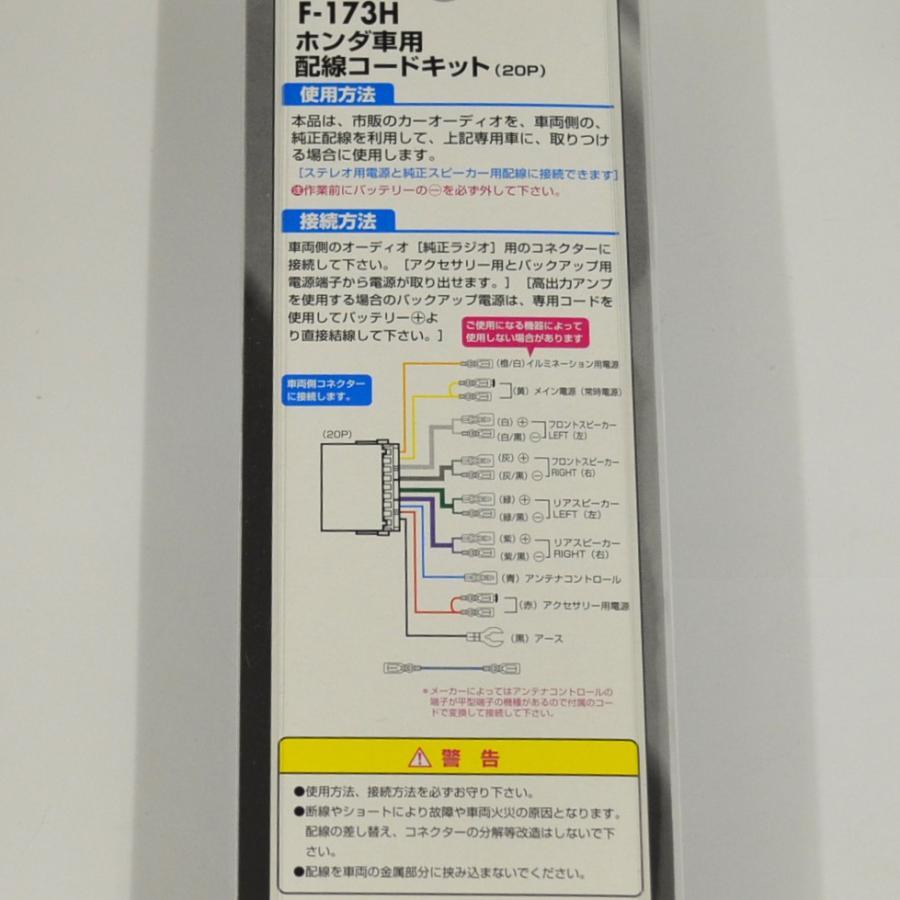 F-173H
ホンダ車用
配線コードキット(20P)
使用方法
本品は、市販のカーオーディオを、車両側の、
純正配線を利用して、上記専用車に、取りつけ
る場合に使用します。
[ステレオ用電源と純正スピーカー用配線に接続できます]
注作業前にバッテリーの⊖を必ず外して下さい。
接続方法
車両側のオーディオ[純正ラジオ]用のコネクターに
接続して下さい。[アクセサリー用とバックアップ用
電源端子から電源が取り出せます。][高出力アンプ
を使用する場合のバックアップ電源は、専用コードを
使用してバッテリー⊕よ
り直接結線して下さい。]
ご使用になる機器によって
使用しない場合があります
(橙/白)イルミネーション用電源
車両側コネクター
に接続します。
(黄)メイン電源(常時電源)
(20P)
(白)⊕
(白/黒)⊖
フロントスピーカー
LEFT(左)
(灰)⊕
(灰/黒)⊖
フロントスピーカー
RIGHT(右)
(緑)⊕
(緑/黒)⊖
リアスピーカー
LEFT(左)
(紫)⊕
(紫/黒)⊖
リアスピーカー
RIGHT(右)
(青)アンテナコントロール
(赤)アクセサリー用電源
(黒)アース
*メーカーによってはアンテナコントロールの
端子が平型端子の機種があるので付属のコー
ドで変換して接続して下さい。
警告
●使用方法、接続方法を必ずお守り下さい。
●断線やショートにより故障や車両火災の原因となります。
配線の差し替え、コネクターの分解等改造はしないで下
さい。
●配線を車両の金属部分に挟み込まないでください。